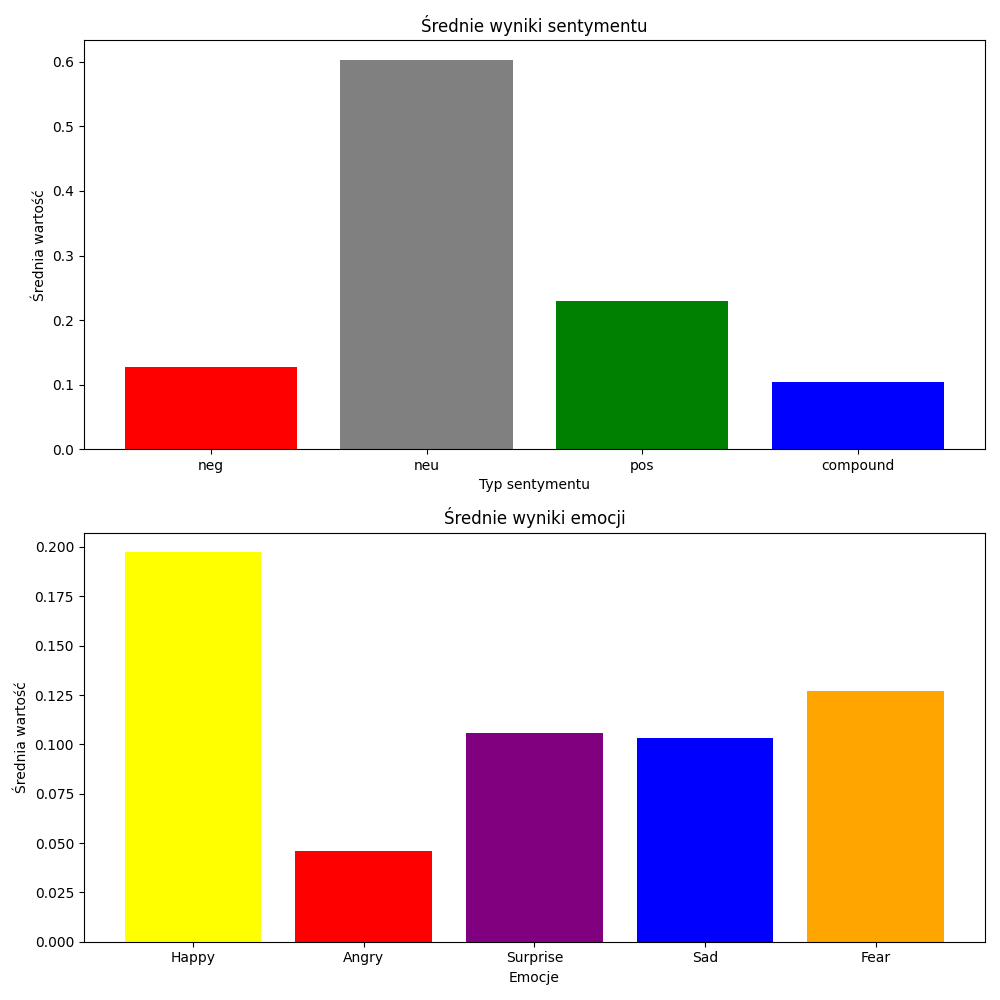 Średnie wyniki sentymentu
0.6
0.5
0.4
0.3
0.2
0.1
0.0
Średnia wartość
neg neu pos compound
Typ sentymentu
Średnie wyniki emocji
0.200
0.175
0.150
0.125
0.100
0.075
0.050
0.025
0.000
Średnia wartość
Happy Angry Surprise Sad Fear
Emocje